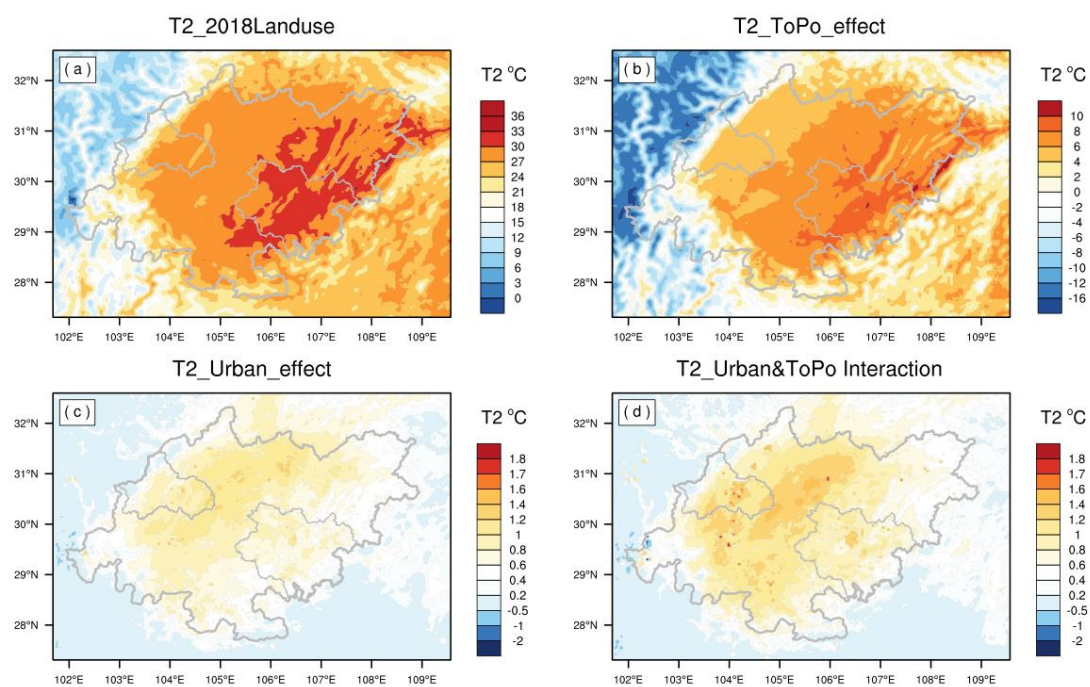 T2_2018Landuse
( a )
32°N
31°N
30°N
29°N
28°N
102°E 103°E 104°E 105°E 106°E 107°E 108°E 109°E
T2 °C
36
33
30
27
24
21
18
15
12
9
6
3
0
T2_ToPo_effect
( b )
32°N
31°N
30°N
29°N
28°N
102°E 103°E 104°E 105°E 106°E 107°E 108°E 109°E
T2 °C
10
8
6
4
2
0
-2
-4
-6
-8
-10
-12
-16
T2_Urban_effect
( c )
32°N
31°N
30°N
29°N
28°N
102°E 103°E 104°E 105°E 106°E 107°E 108°E 109°E
T2 °C
1.8
1.7
1.6
1.4
1.2
1
0.8
0.6
0.4
0.2
-0.5
-1
-2
T2_Urban&ToPo Interaction
( d )
32°N
31°N
30°N
29°N
28°N
102°E 103°E 104°E 105°E 106°E 107°E 108°E 109°E
T2 °C
1.8
1.7
1.6
1.4
1.2
1
0.8
0.6
0.4
0.2
-0.5
-1
-2